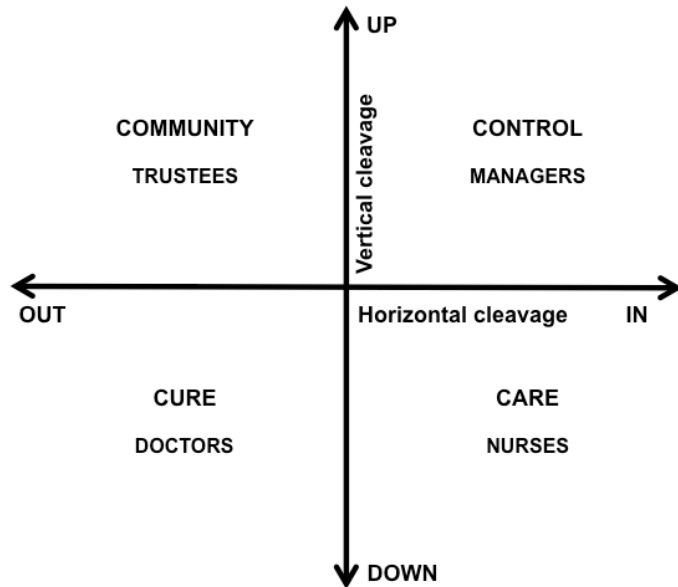 UP
COMMUNITY
CONTROL
TRUSTEES
MANAGERS
Vertical cleavage
OUT
Horizontal cleavage
IN
CURE
CARE
DOCTORS
NURSES
DOWN